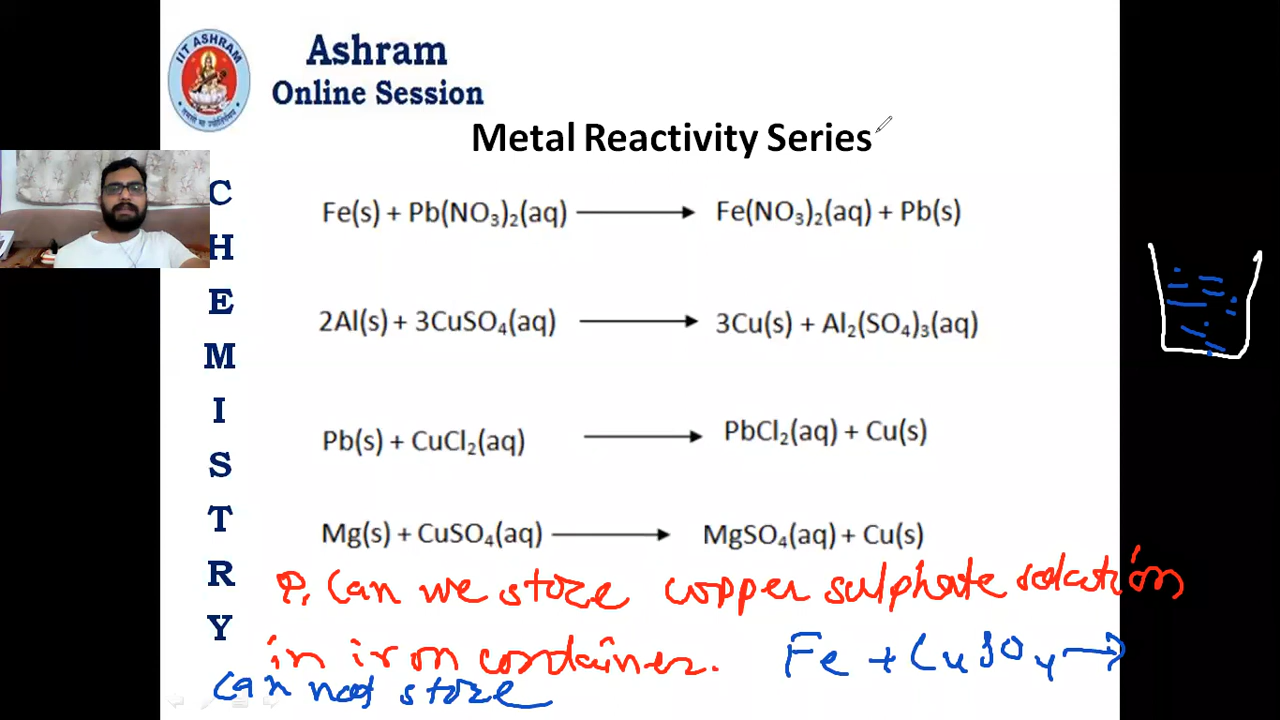 IIT ASHRAM
Ashram
Online Session
Metal Reactivity Series
CHEMISTRY
Fe(s) + Pb(NO₃)₂(aq) ⟶ Fe(NO₃)₂(aq) + Pb(s)
2Al(s) + 3CuSO₄(aq) ⟶ 3Cu(s) + Al₂(SO₄)₃(aq)
Pb(s) + CuCl₂(aq) ⟶ PbCl₂(aq) + Cu(s)
Mg(s) + CuSO₄(aq) ⟶ MgSO₄(aq) + Cu(s)
P, Can we store copper sulphate solution
in iron container. Fe + CuSO₄ ⟶
can not store